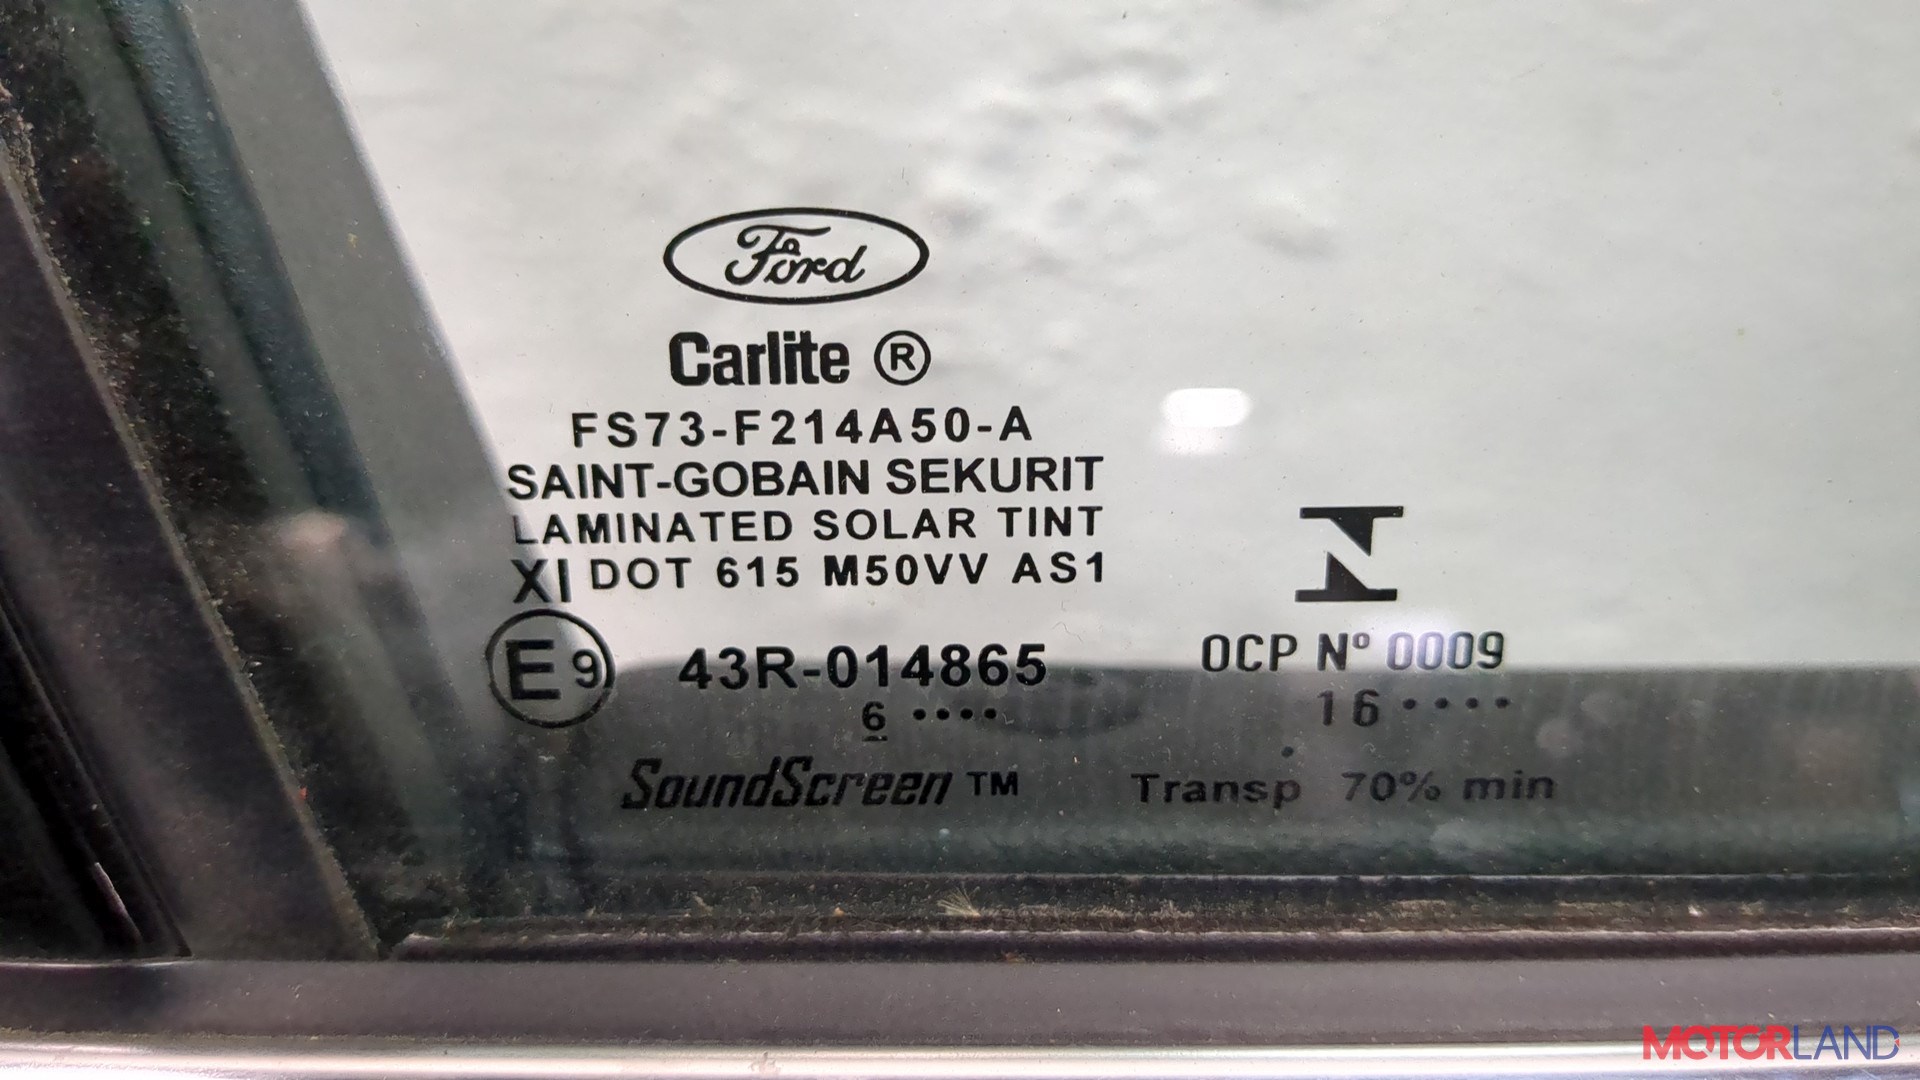 Ford
Carlite ®
FS73-F214A50-A
SAINT-GOBAIN SEKURIT
LAMINATED SOLAR TINT
XI DOT 615 M50VV AS1
E9 43R-014865
6 ••••
SoundScreen TM
N
OCP Nº 0009
16 ••••
Transp 70% min
MOTORLAND